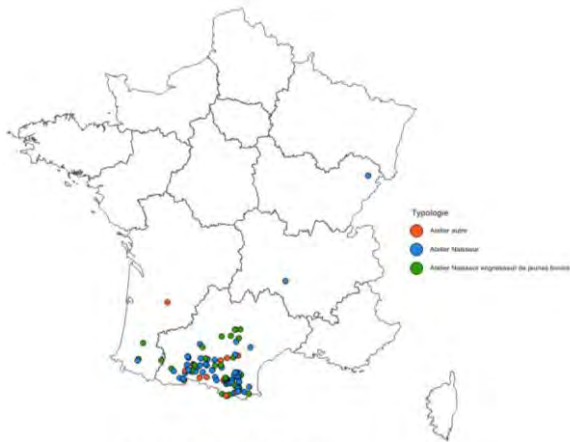 Typologie
Atelier autre
Atelier Naisseur
Atelier Naisseur engraisseur de jeunes bovins